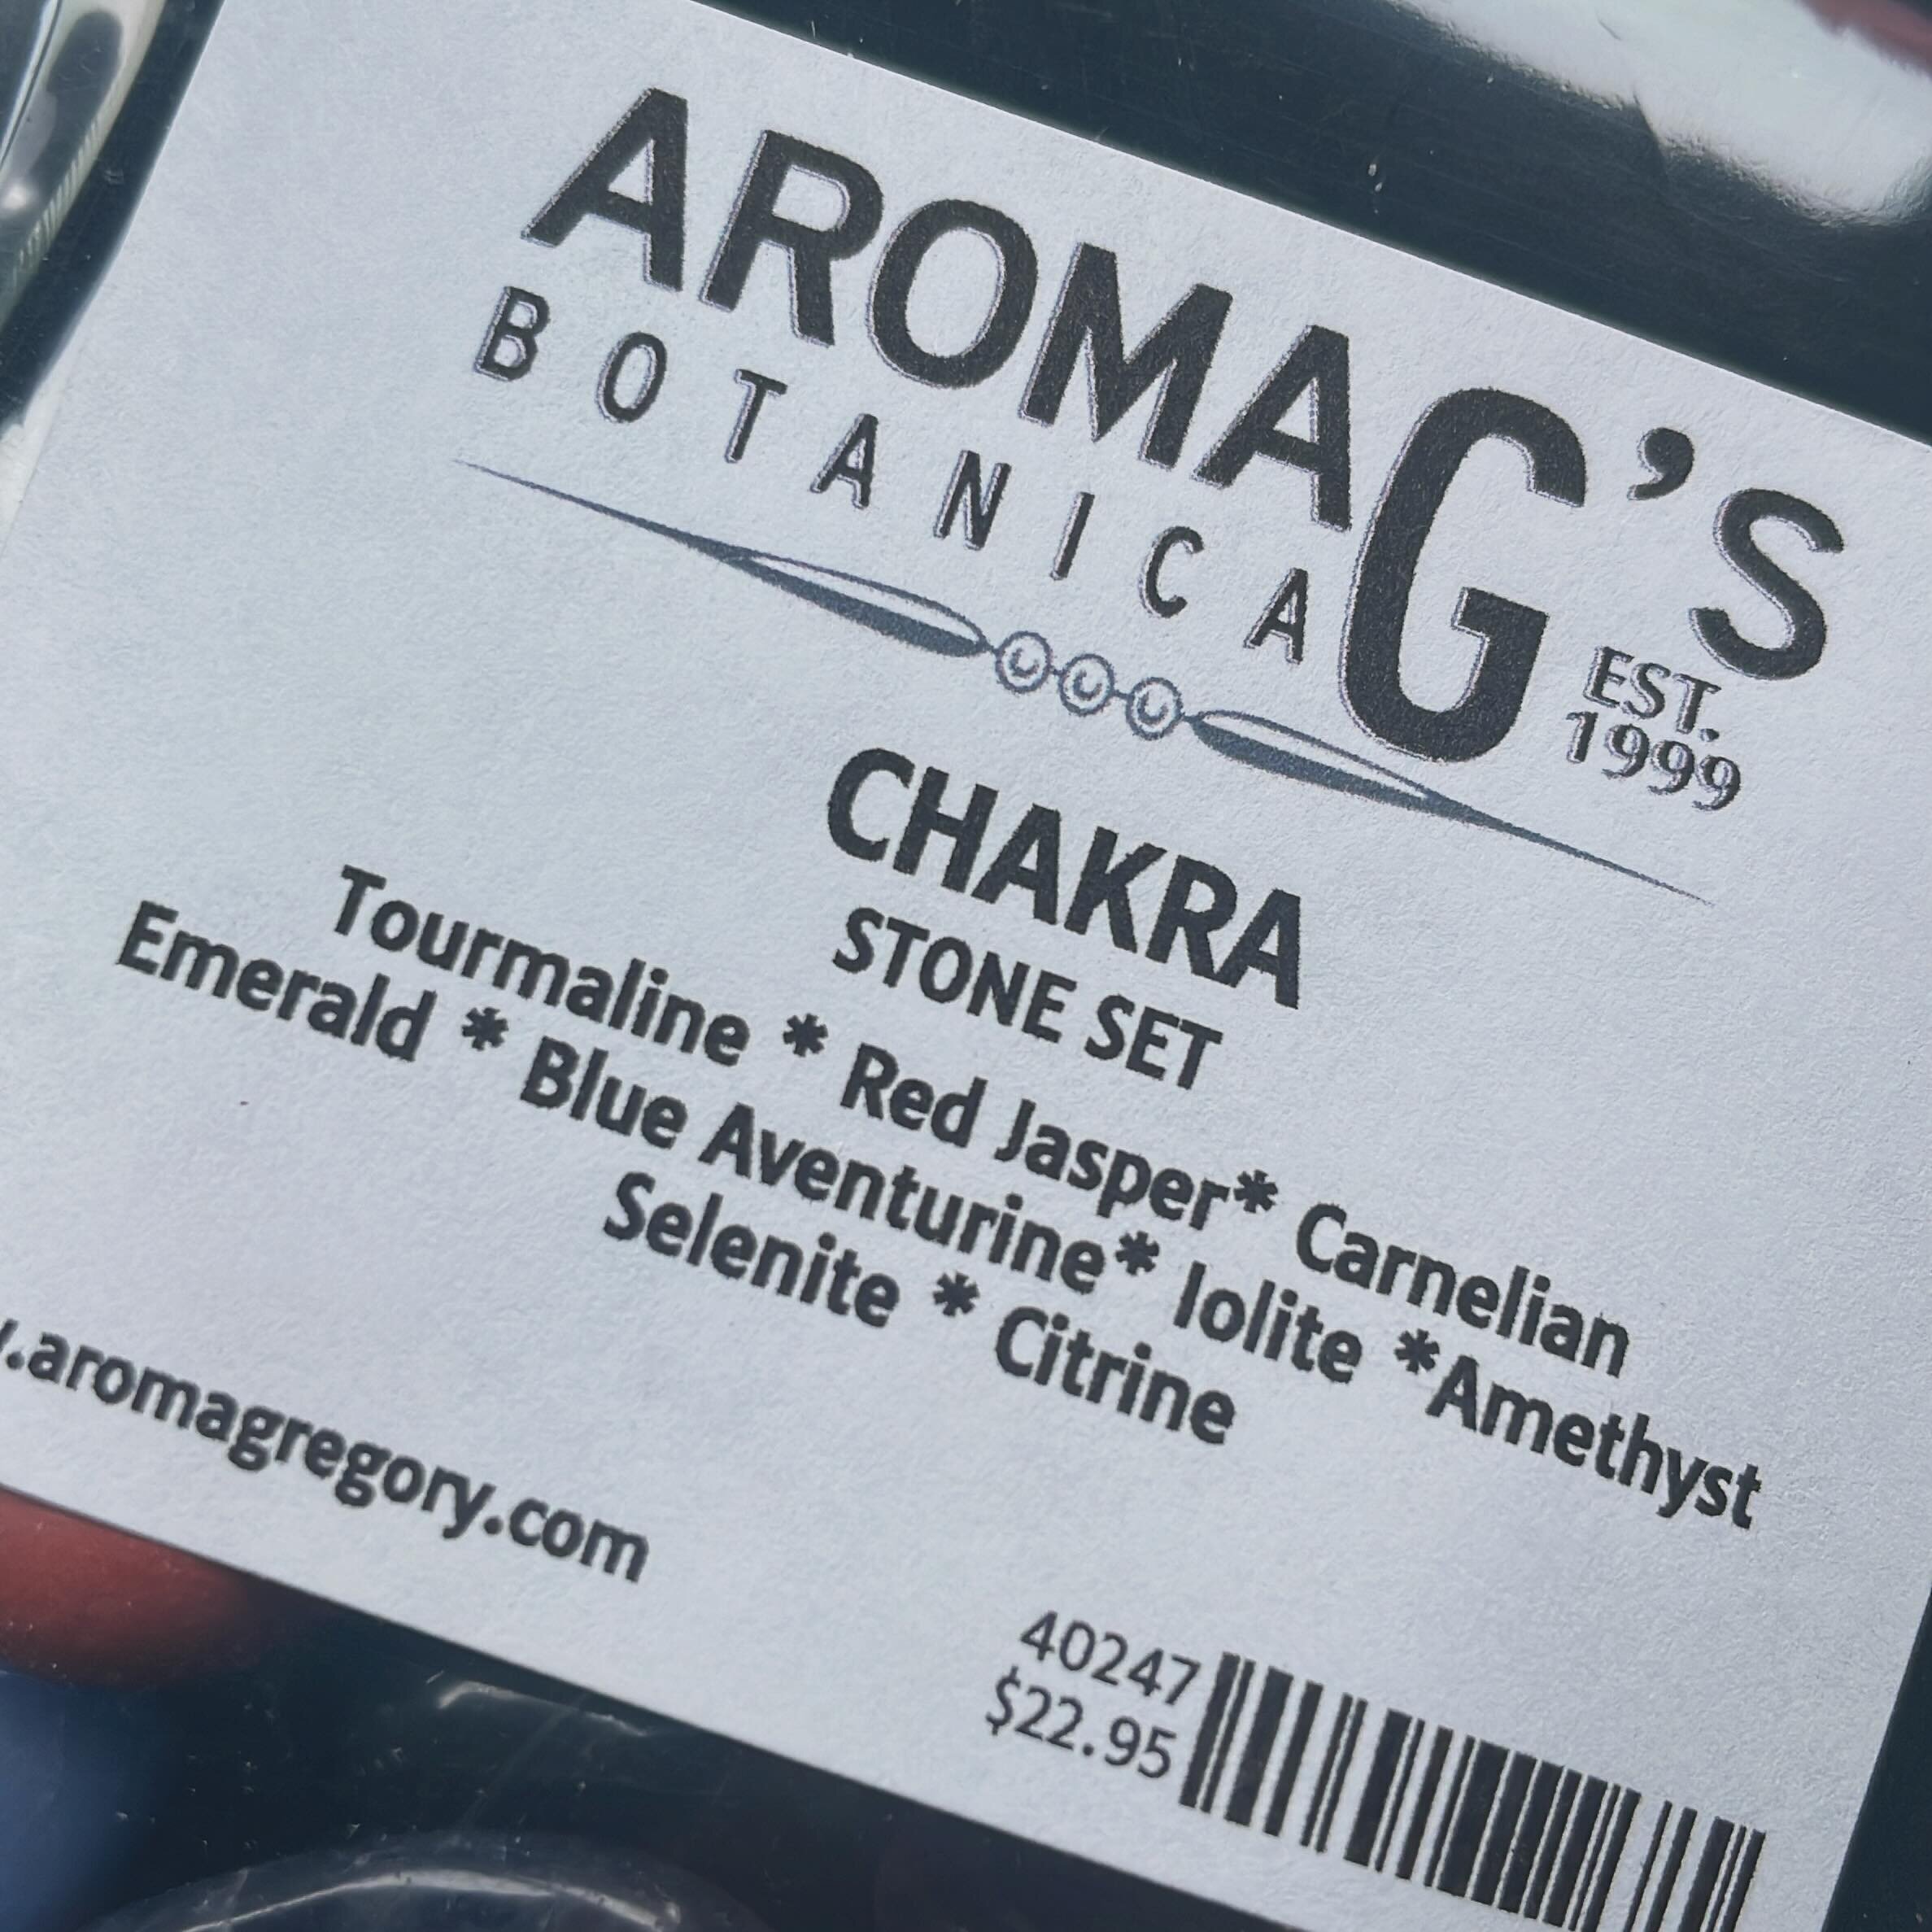 AROMAG'S
BOTANICA
EST.
1999
CHAKRA
STONE SET
Tourmaline * Red Jasper* Carnelian
Emerald * Blue Aventurine* Iolite *Amethyst
Selenite * Citrine
.aromagregory.com
40247
$22.95